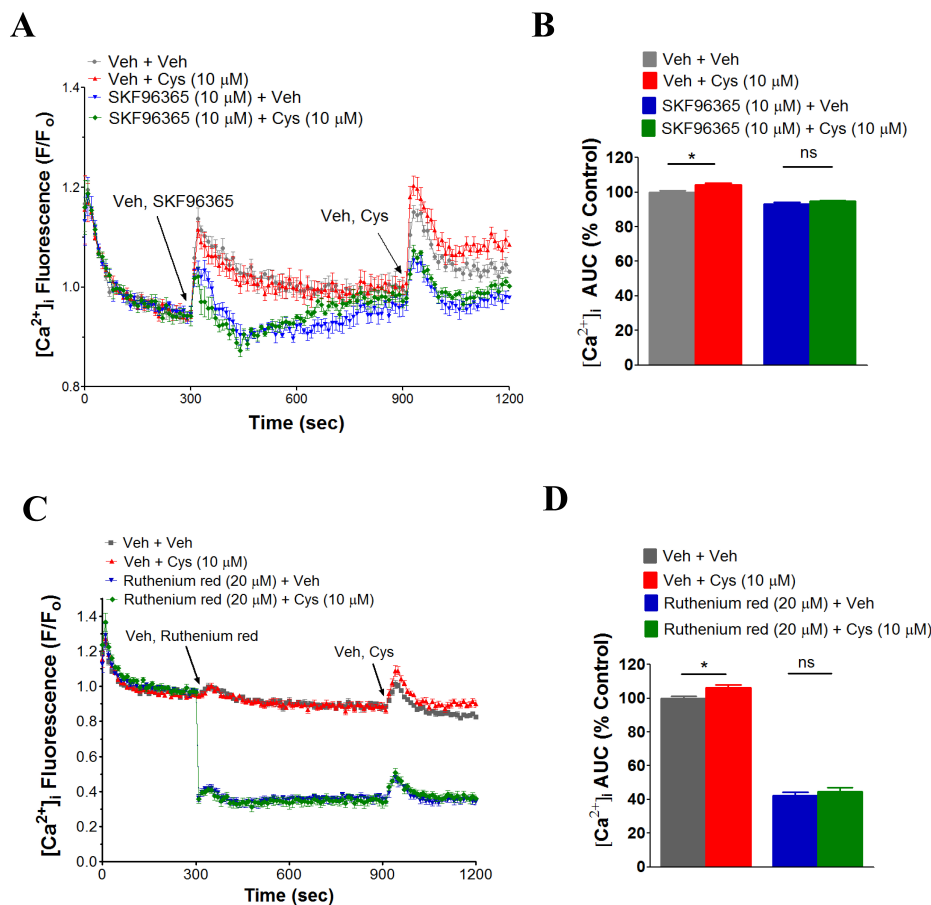 A
Veh + Veh
Veh + Cys (10 µM)
SKF96365 (10 µM) + Veh
SKF96365 (10 µM) + Cys (10 µM)
[Ca²⁺]i Fluorescence (F/Fo)
1.4
1.2
1.0
0.8
Veh, SKF96365
Veh, Cys
0
300
600
900
1200
Time (sec)
B
Veh + Veh
Veh + Cys (10 µM)
SKF96365 (10 µM) + Veh
SKF96365 (10 µM) + Cys (10 µM)
[Ca²⁺]i AUC (% Control)
120
100
80
60
40
20
0
*
ns
C
Veh + Veh
Veh + Cys (10 µM)
Ruthenium red (20 µM) + Veh
Ruthenium red (20 µM) + Cys (10 µM)
[Ca²⁺]i Fluorescence (F/Fo)
1.4
1.2
1.0
0.8
0.6
0.4
0.2
0.0
Veh, Ruthenium red
Veh, Cys
0
300
600
900
1200
Time (sec)
D
Veh + Veh
Veh + Cys (10 µM)
Ruthenium red (20 µM) + Veh
Ruthenium red (20 µM) + Cys (10 µM)
[Ca²⁺]i AUC (% Control)
120
100
80
60
40
20
0
*
ns